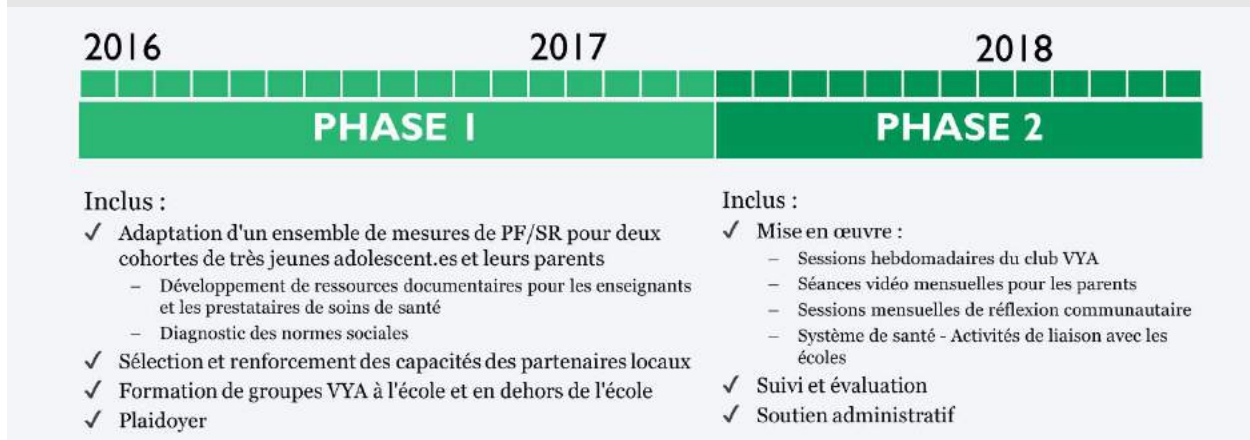 2016 2017 2018
PHASE 1 PHASE 2
Inclus :
✓ Adaptation d'un ensemble de mesures de PF/SR pour deux
cohortes de très jeunes adolescent.es et leurs parents
– Développement de ressources documentaires pour les enseignants
et les prestataires de soins de santé
– Diagnostic des normes sociales
✓ Sélection et renforcement des capacités des partenaires locaux
✓ Formation de groupes VYA à l'école et en dehors de l'école
✓ Plaidoyer
Inclus :
✓ Mise en œuvre :
– Sessions hebdomadaires du club VYA
– Séances vidéo mensuelles pour les parents
– Sessions mensuelles de réflexion communautaire
– Système de santé - Activités de liaison avec les
écoles
✓ Suivi et évaluation
✓ Soutien administratif